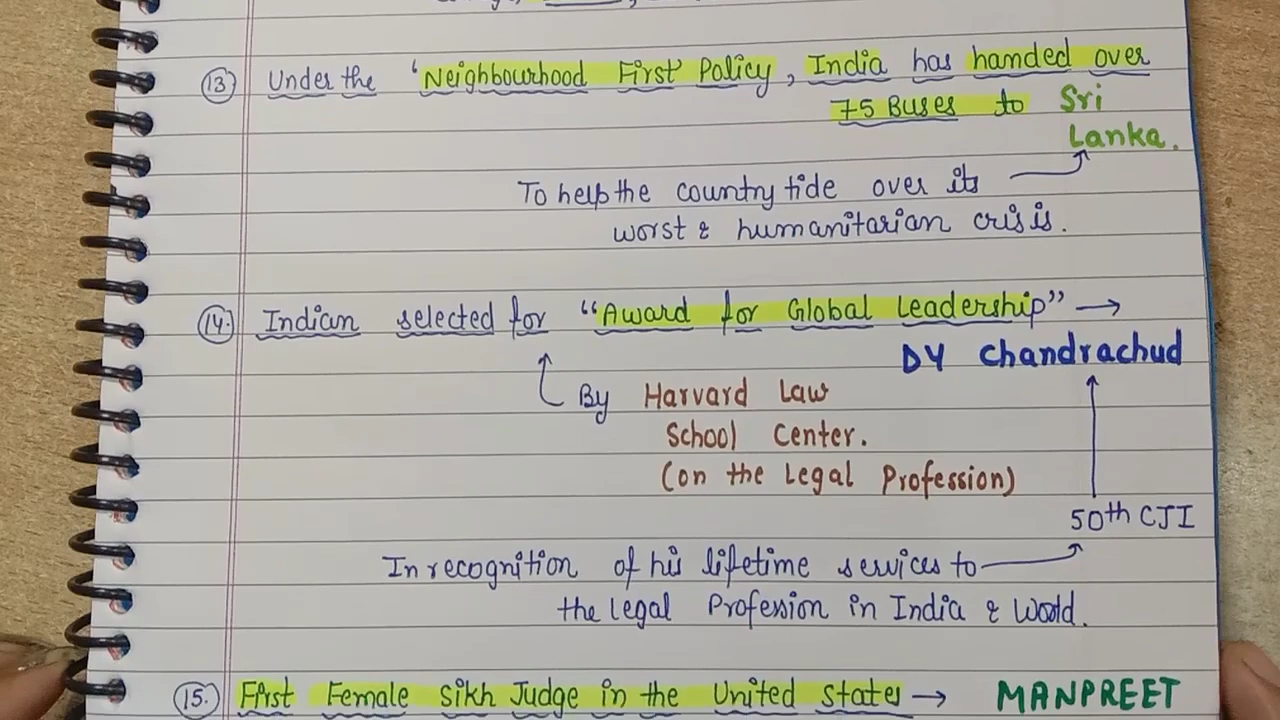 (13) Under the 'Neighbourhood First' Policy, India has handed over
75 Buses to Sri
Lanka.
To help the country tide over its
worst & humanitarian crisis.
(14.) Indian selected for "Award for Global Leadership" →
DY Chandrachud
By Harvard Law
School Center.
(on the Legal Profession)
50th CJI
In recognition of his lifetime services to
the Legal Profession in India & World.
(15.) First Female Sikh Judge in the United States → MANPREET